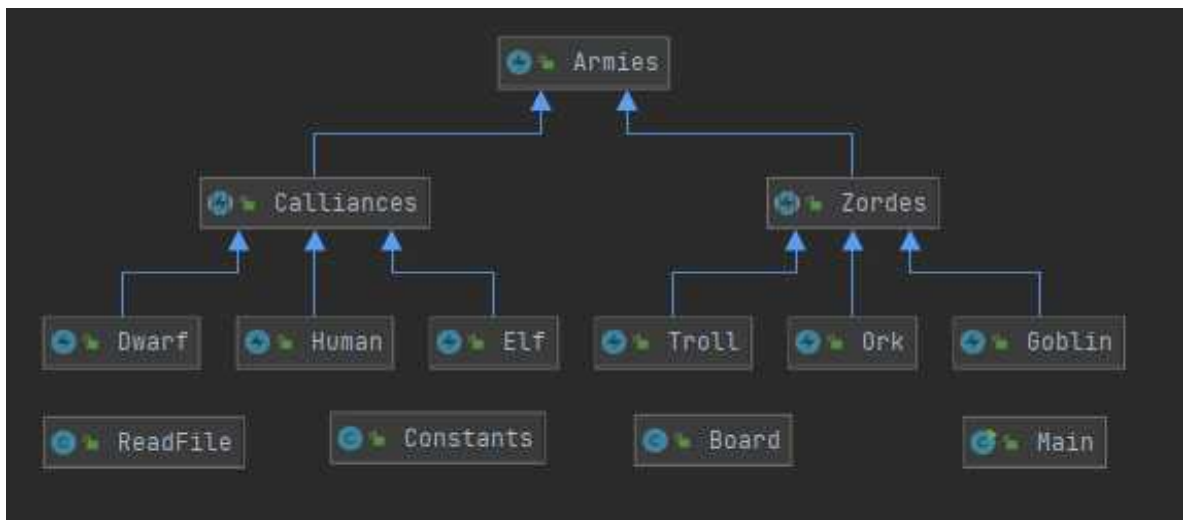 Armies
Calliances
Zordes
Dwarf
Human
Elf
Troll
Ork
Goblin
ReadFile
Constants
Board
Main